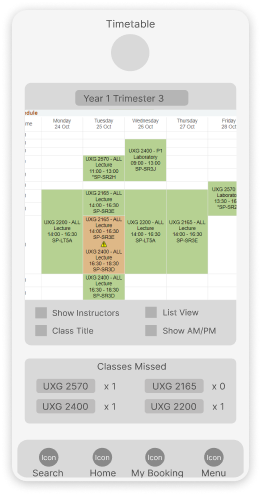 Timetable
Year 1 Trimester 3
dule
me
Monday
24 Oct
Tuesday
25 Oct
Wednesday
26 Oct
Thursday
27 Oct
Friday
28 Oct
UXG 2400 - P1
Laboratory
09:00 - 13:00
SP-SR3J
UXG 2570 - ALL
Lecture
11:00 - 13:00
*SP-SR2H
UXG 2570
Labora
13:30 - 16
*SP-SR2
UXG 2165 - ALL
Lecture
14:00 - 16:30
SP-SR3E
UXG 2200 - ALL
Lecture
14:00 - 16:30
SP-LT5A
UXG 2165 - ALL
Lecture
14:00 - 16:30
SP-SR3E
UXG 2400 - ALL
Lecture
16:30 - 18:30
SP-SR3D
UXG 2200 - ALL
Lecture
14:00 - 16:30
SP-LT5A
UXG 2165 - ALL
Lecture
14:00 - 16:30
SP-SR3E
UXG 2400 - ALL
Lecture
16:30 - 18:30
SP-SR3D
Show Instructors
List View
Class Title
Show AM/PM
Classes Missed
UXG 2570 x 1
UXG 2165 x 0
UXG 2400 x 1
UXG 2200 x 1
Icon
Icon
Icon
Icon
Search
Home
My Booking
Menu